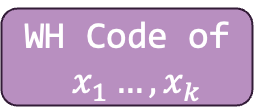 WH Code of
x₁ …, xₖ